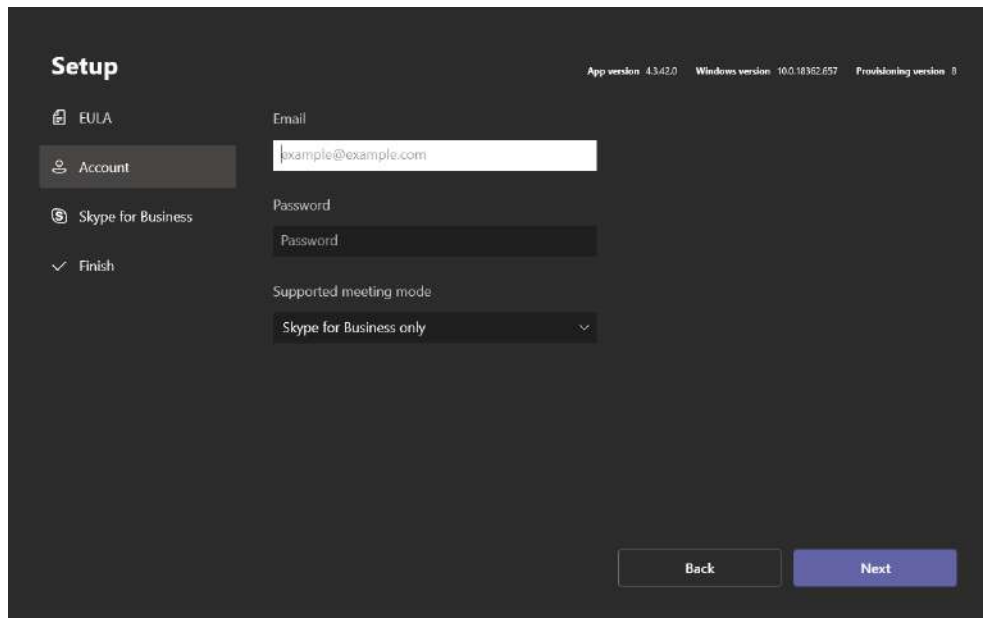 Setup
App version 4.3.42.0 Windows version 10.0.18362.657 Provisioning version 8
EULA
Account
Skype for Business
Finish
Email
example@example.com
Password
Password
Supported meeting mode
Skype for Business only
Back
Next